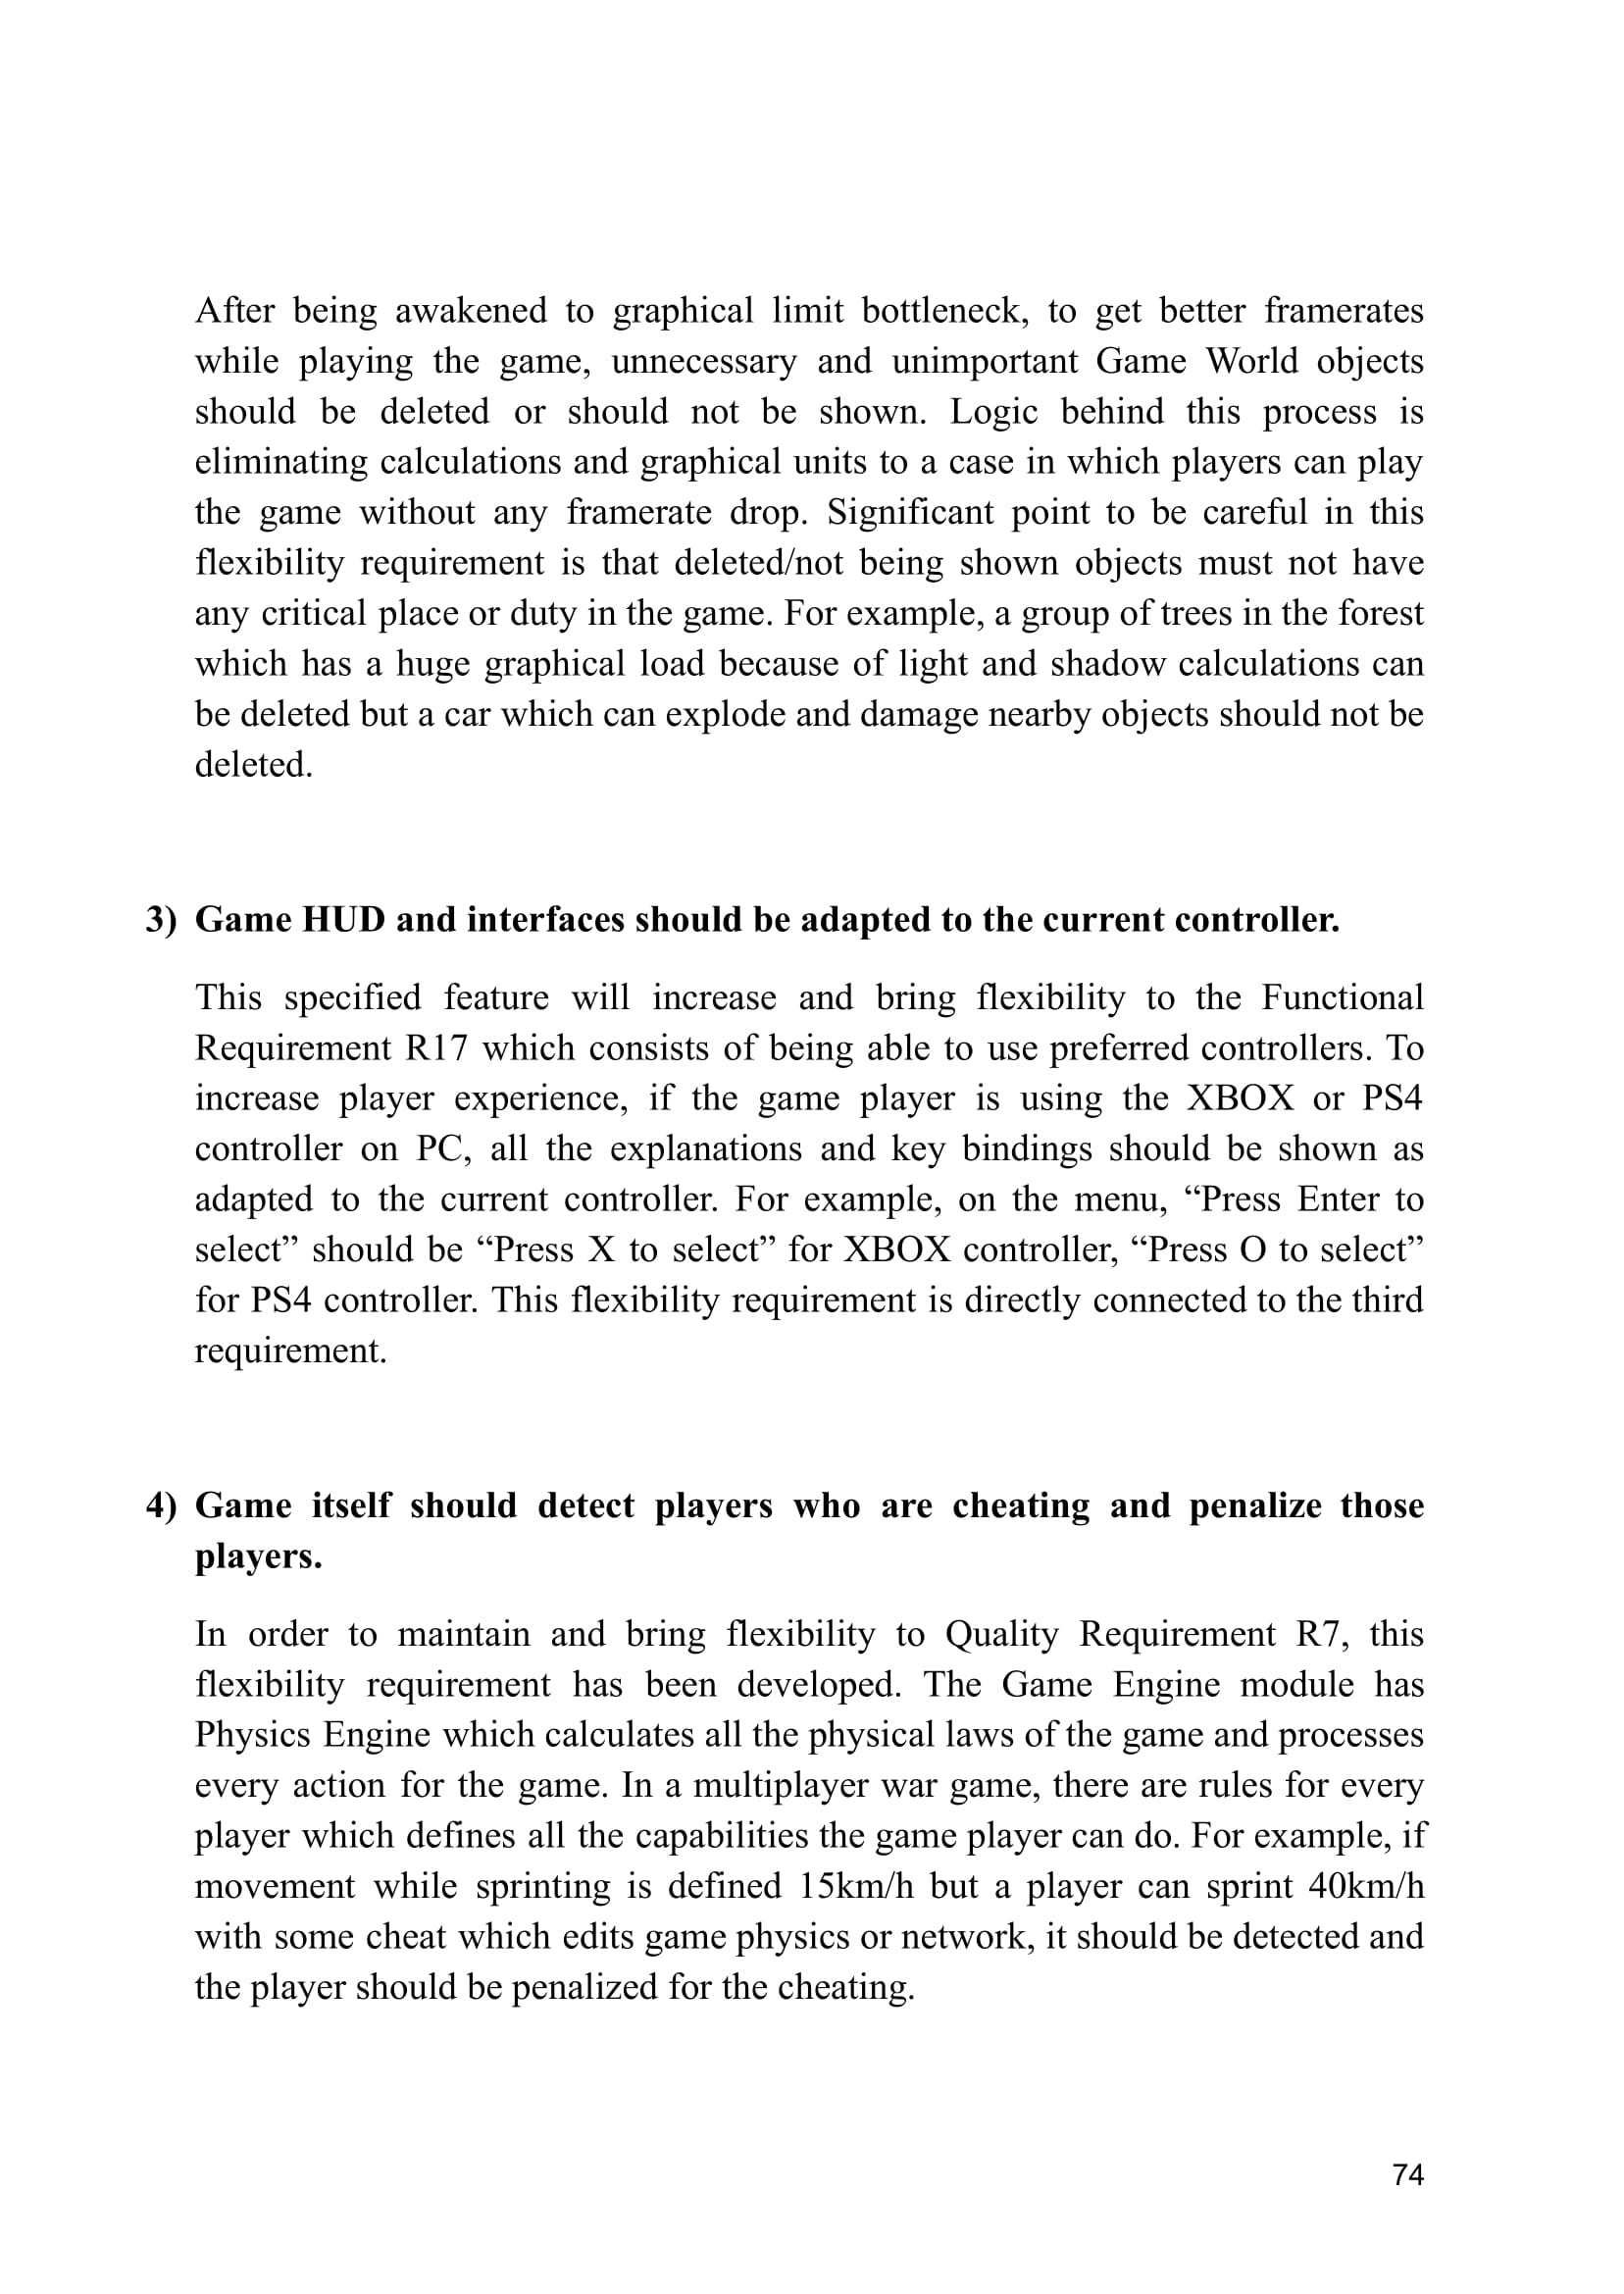 After being awakened to graphical limit bottleneck, to get better framerates
while playing the game, unnecessary and unimportant Game World objects
should be deleted or should not be shown. Logic behind this process is
eliminating calculations and graphical units to a case in which players can play
the game without any framerate drop. Significant point to be careful in this
flexibility requirement is that deleted/not being shown objects must not have
any critical place or duty in the game. For example, a group of trees in the forest
which has a huge graphical load because of light and shadow calculations can
be deleted but a car which can explode and damage nearby objects should not be
deleted.
3) Game HUD and interfaces should be adapted to the current controller.
This specified feature will increase and bring flexibility to the Functional
Requirement R17 which consists of being able to use preferred controllers. To
increase player experience, if the game player is using the XBOX or PS4
controller on PC, all the explanations and key bindings should be shown as
adapted to the current controller. For example, on the menu, “Press Enter to
select” should be “Press X to select” for XBOX controller, “Press O to select”
for PS4 controller. This flexibility requirement is directly connected to the third
requirement.
4) Game itself should detect players who are cheating and penalize those
players.
In order to maintain and bring flexibility to Quality Requirement R7, this
flexibility requirement has been developed. The Game Engine module has
Physics Engine which calculates all the physical laws of the game and processes
every action for the game. In a multiplayer war game, there are rules for every
player which defines all the capabilities the game player can do. For example, if
movement while sprinting is defined 15km/h but a player can sprint 40km/h
with some cheat which edits game physics or network, it should be detected and
the player should be penalized for the cheating.
74